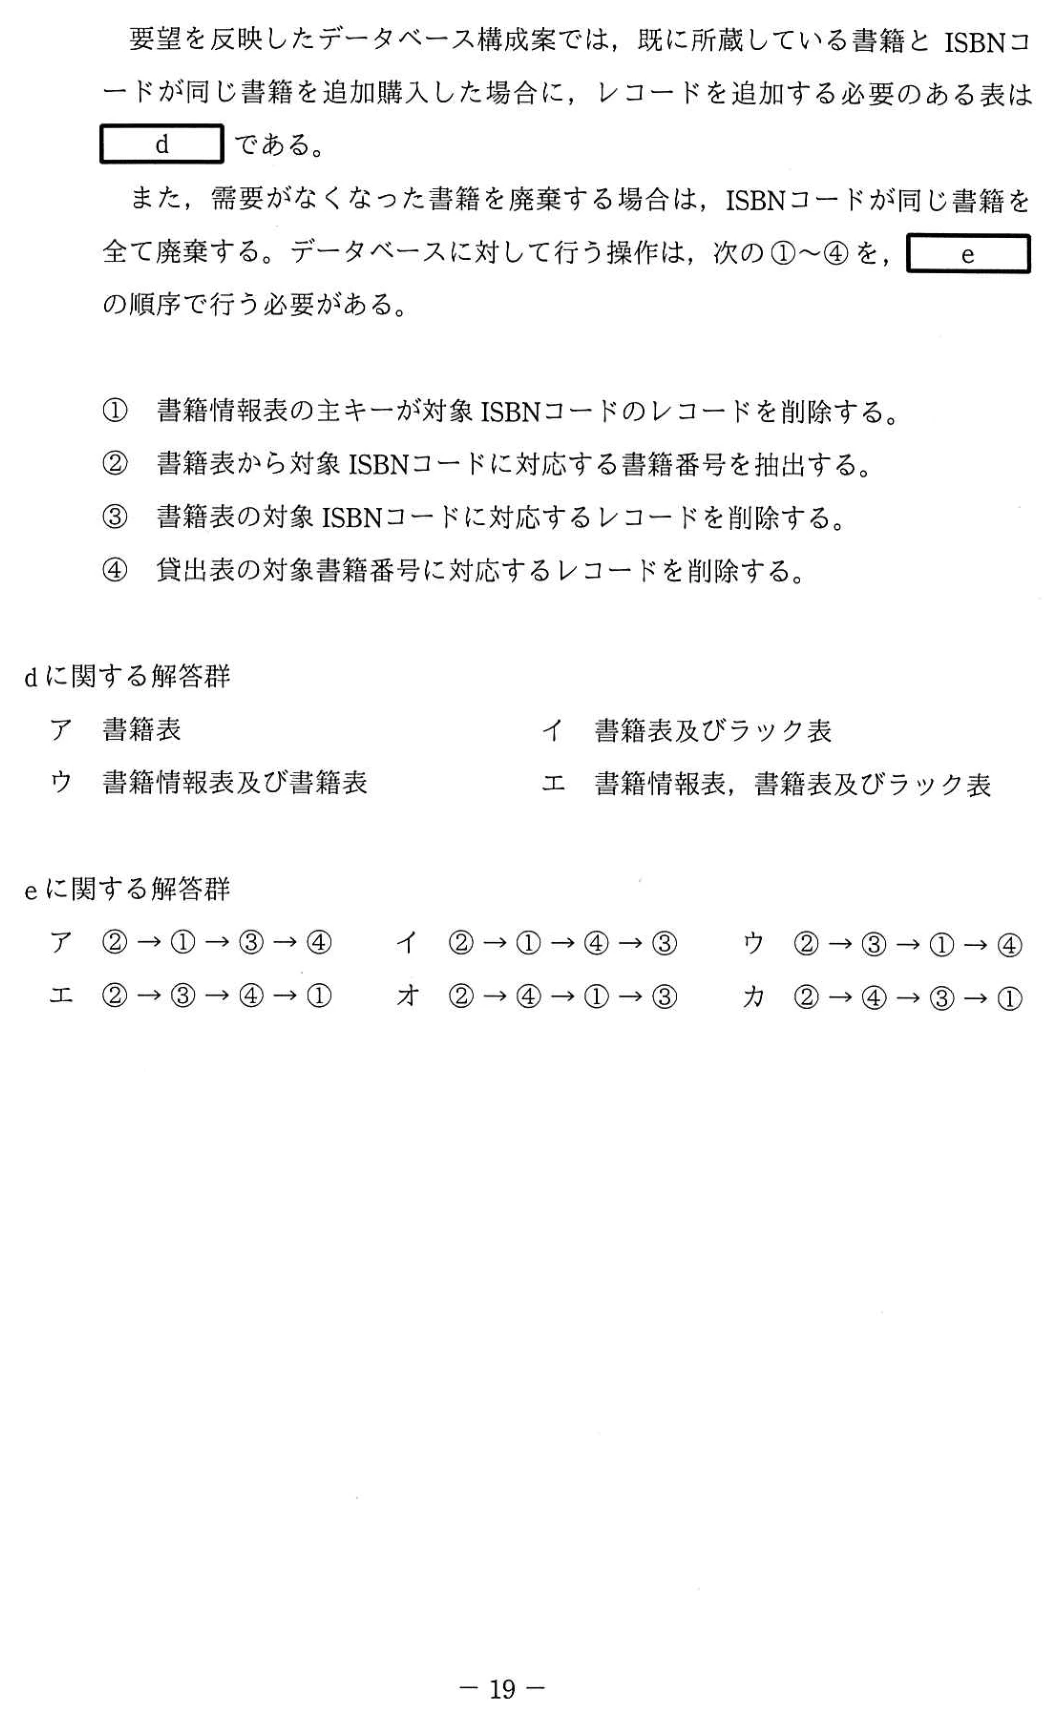 要望を反映したデータベース構成案では，既に所蔵している書籍と ISBNコ
ードが同じ書籍を追加購入した場合に，レコードを追加する必要のある表は
d である。
また，需要がなくなった書籍を廃棄する場合は，ISBNコードが同じ書籍を
全て廃棄する。データベースに対して行う操作は，次の①～④を， e
の順序で行う必要がある。
① 書籍情報表の主キーが対象 ISBNコードのレコードを削除する。
② 書籍表から対象 ISBNコードに対応する書籍番号を抽出する。
③ 書籍表の対象 ISBNコードに対応するレコードを削除する。
④ 貸出表の対象書籍番号に対応するレコードを削除する。
d に関する解答群
ア 書籍表 イ 書籍表及びラック表
ウ 書籍情報表及び書籍表 エ 書籍情報表，書籍表及びラック表
e に関する解答群
ア ②→①→③→④ イ ②→①→④→③ ウ ②→③→①→④
エ ②→③→④→① オ ②→④→①→③ カ ②→④→③→①
－ 19 －